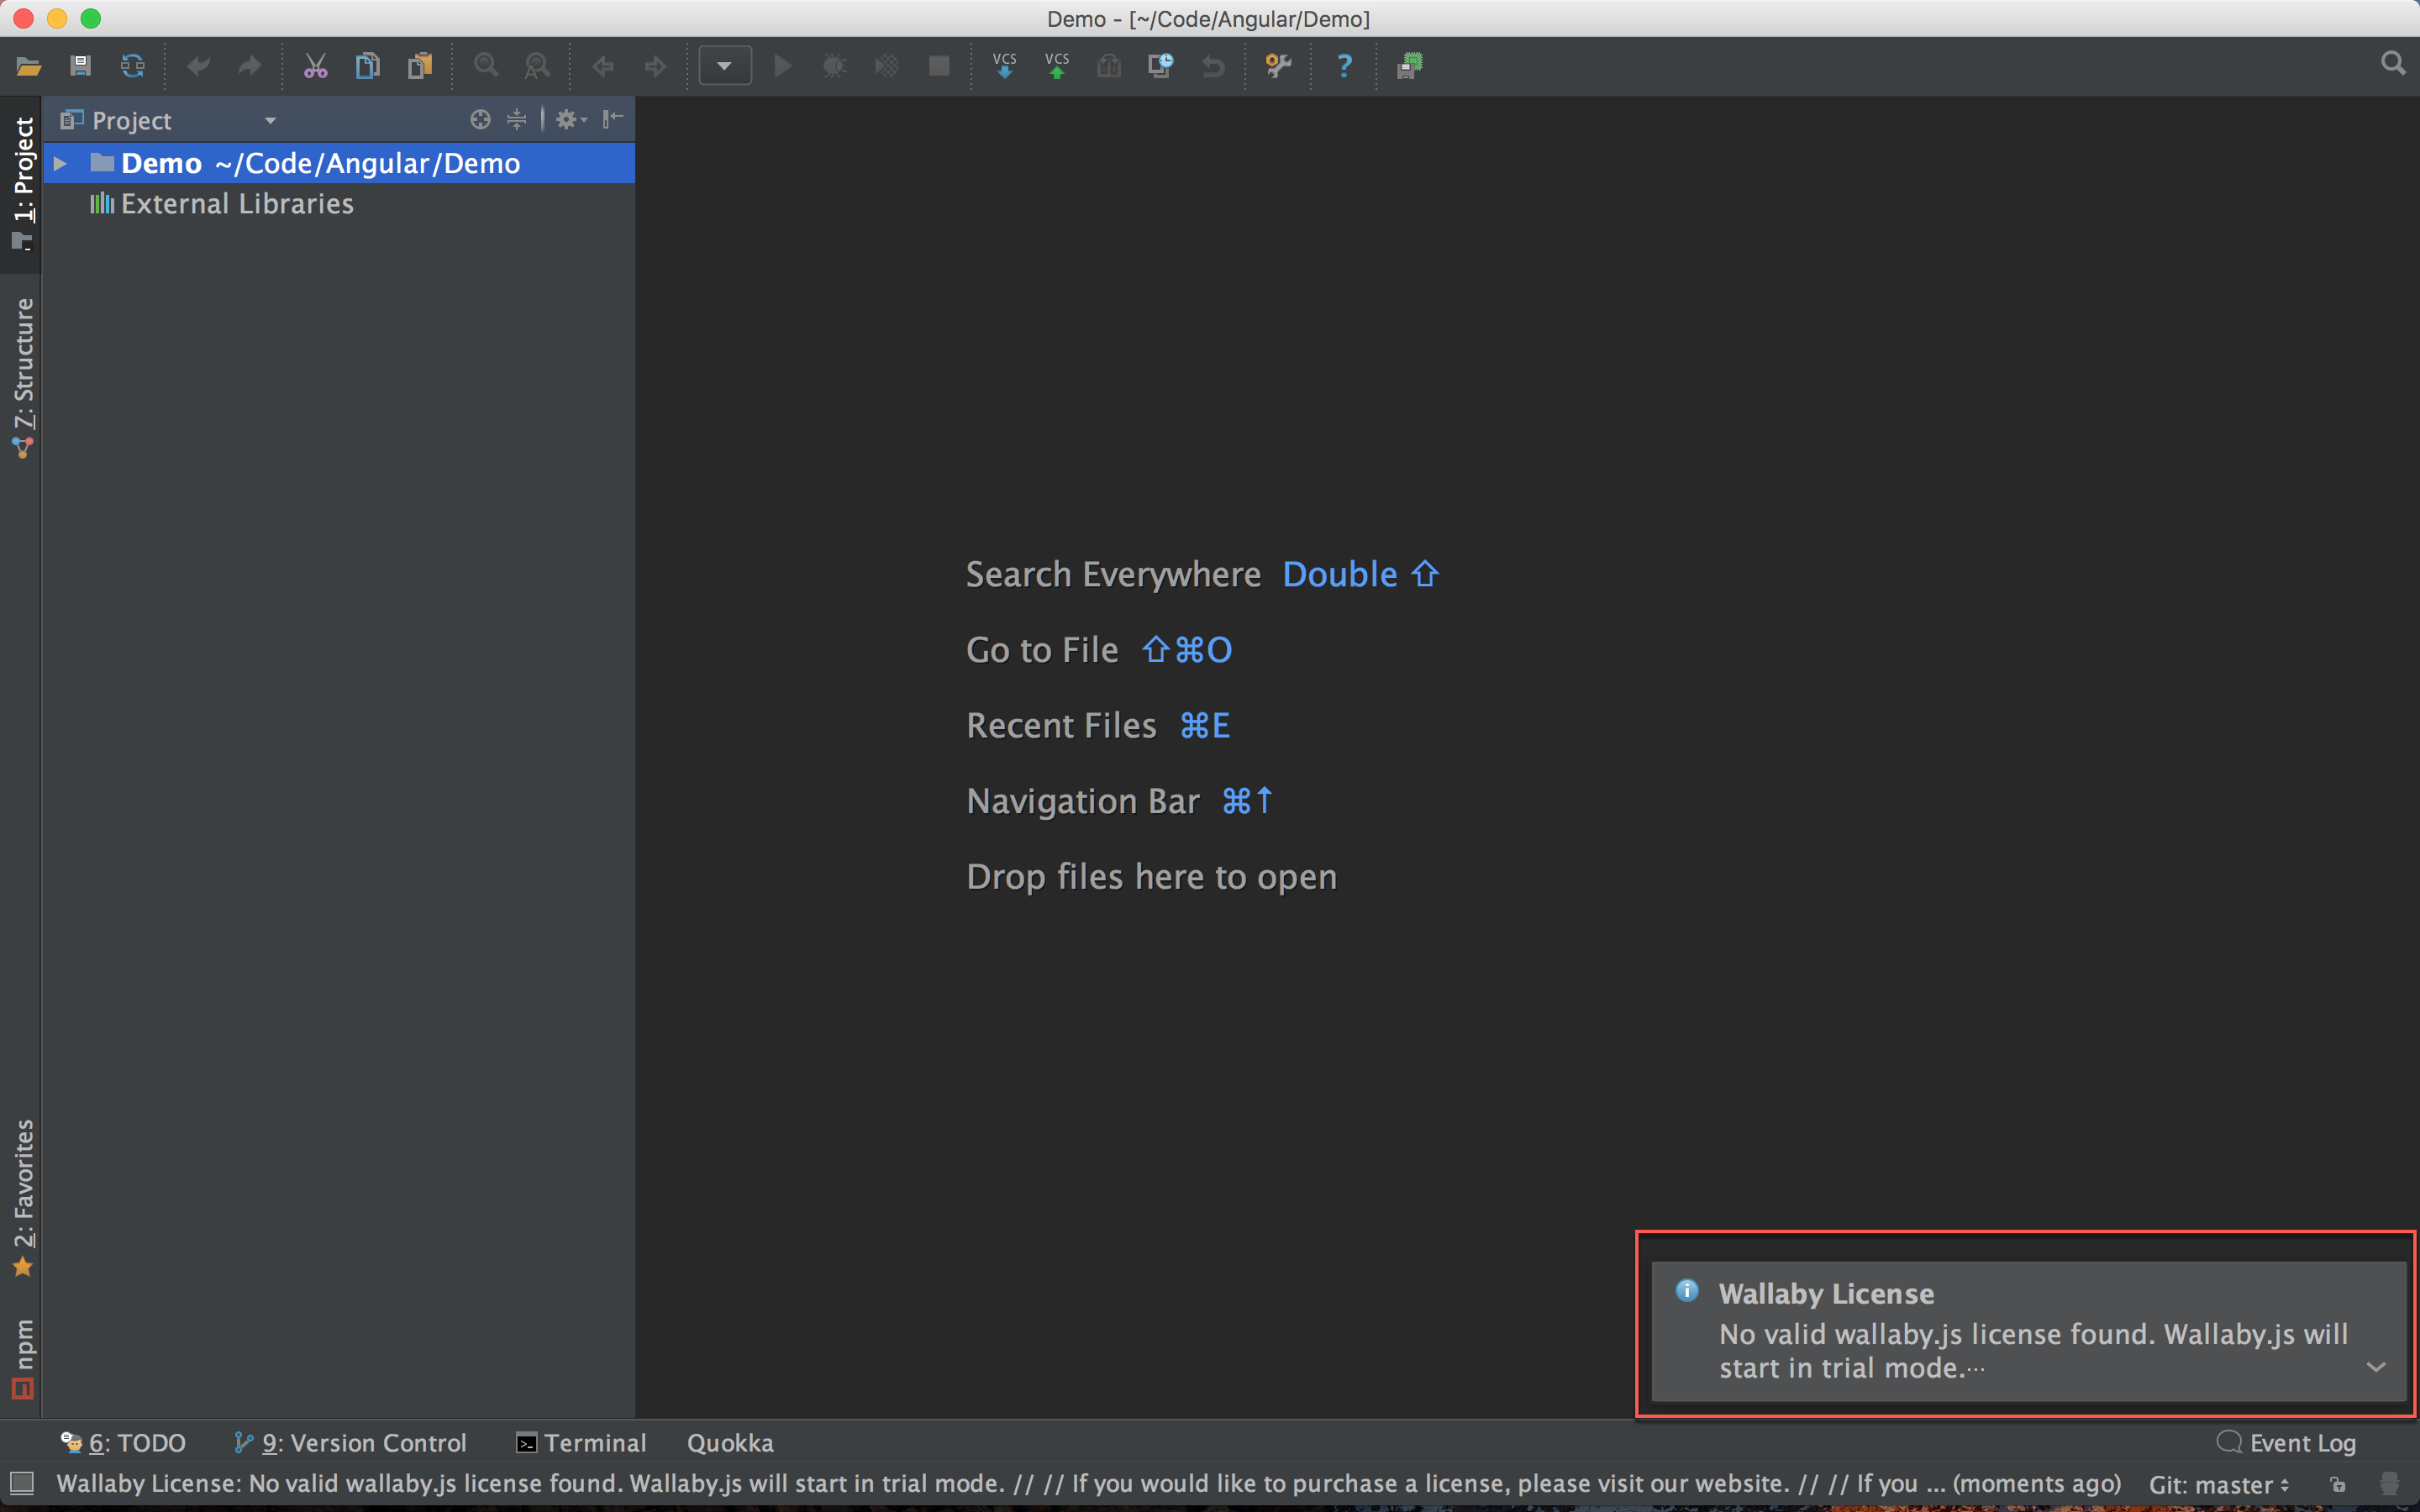 Demo - [~/Code/Angular/Demo]
VCS VCS ?
Project
1: Project
Demo ~/Code/Angular/Demo
External Libraries
7: Structure
Search Everywhere Double ⇧
Go to File ⇧⌘O
Recent Files ⌘E
Navigation Bar ⌘↑
Drop files here to open
2: Favorites
npm
Wallaby License
No valid wallaby.js license found. Wallaby.js will
start in trial mode.…
6: TODO 9: Version Control Terminal Quokka Event Log
Wallaby License: No valid wallaby.js license found. Wallaby.js will start in trial mode. // // If you would like to purchase a license, please visit our website. // // If you ... (moments ago) Git: master